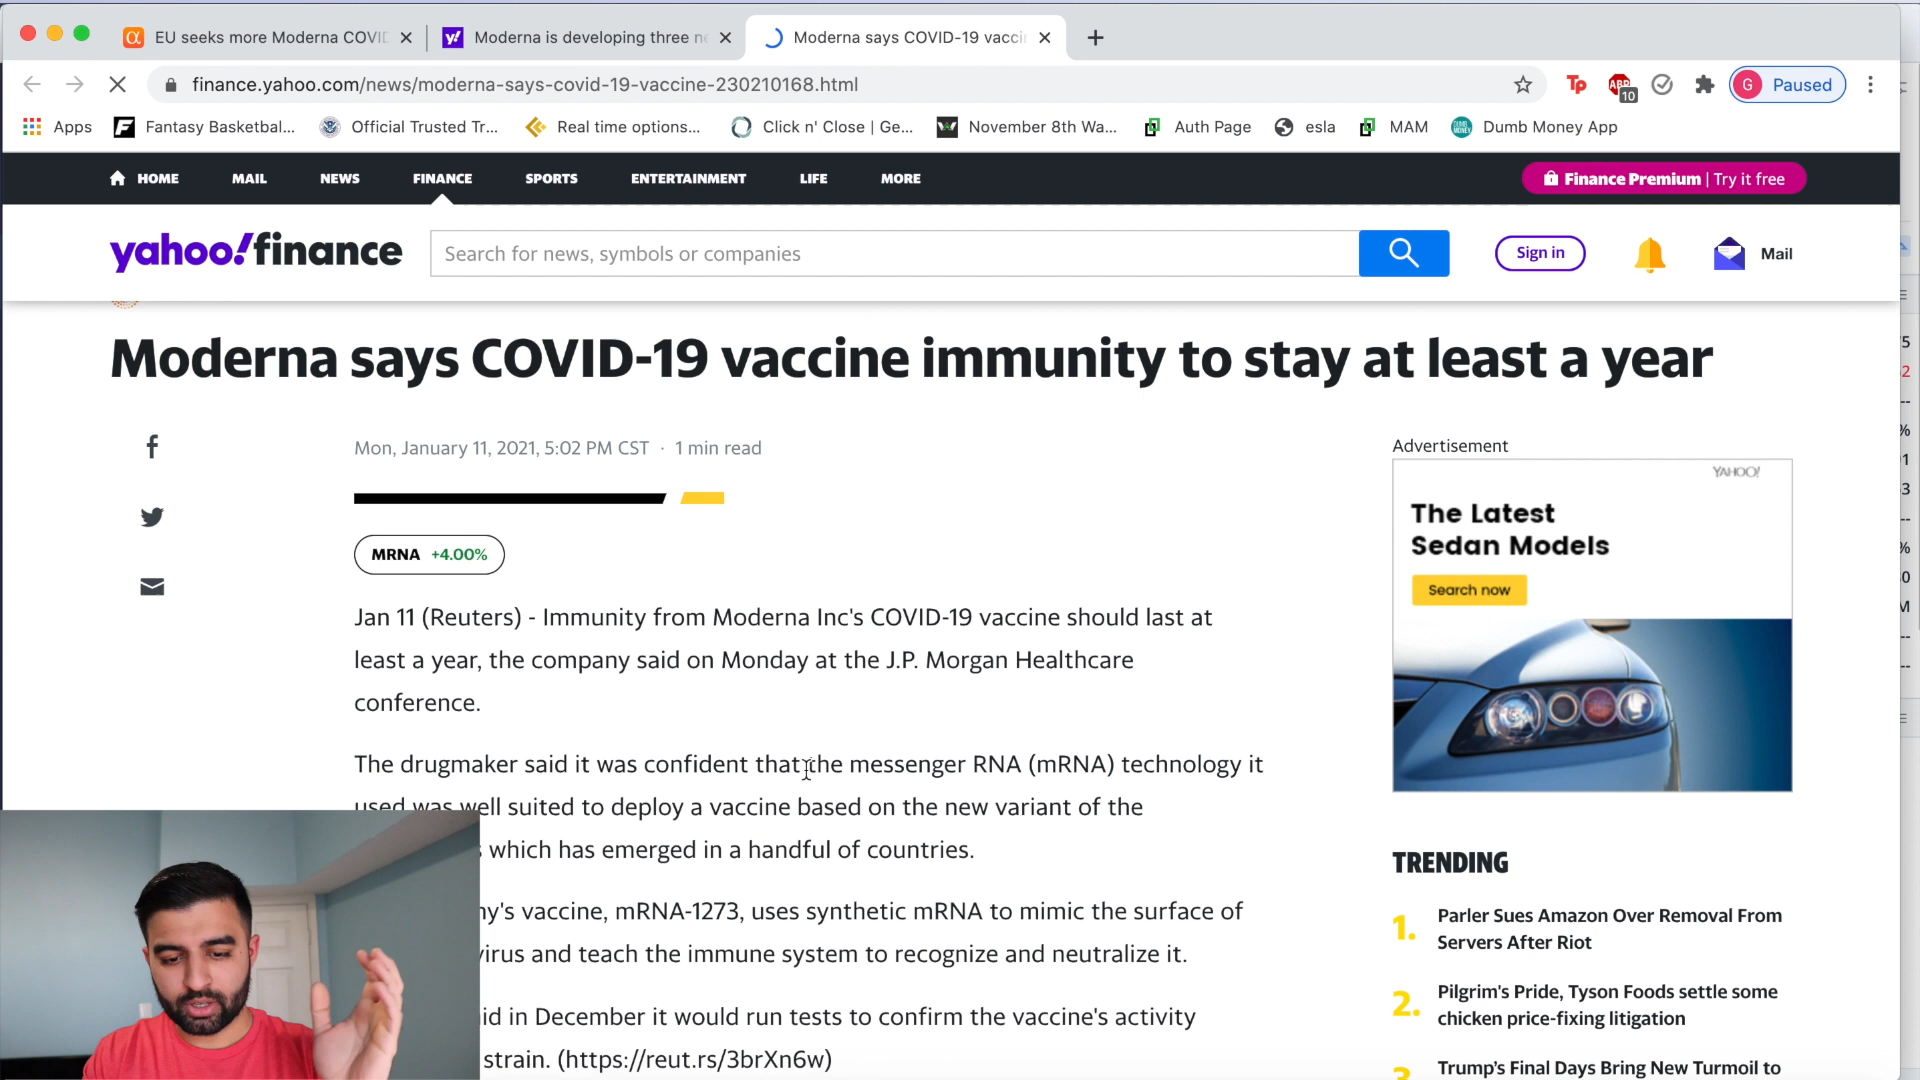 EU seeks more Moderna COVI
Moderna is developing three n
Moderna says COVID-19 vacci
finance.yahoo.com/news/moderna-says-covid-19-vaccine-230210168.html
Tp
ABP
10
G Paused
Apps
Fantasy Basketbal...
Official Trusted Tr...
Real time options...
Click n' Close | Ge...
November 8th Wa...
Auth Page
esla
MAM
DUMB MONEY
Dumb Money App
HOME
MAIL
NEWS
FINANCE
SPORTS
ENTERTAINMENT
LIFE
MORE
Finance Premium | Try it free
yahoo!finance
Search for news, symbols or companies
Sign in
Mail
Moderna says COVID-19 vaccine immunity to stay at least a year
Mon, January 11, 2021, 5:02 PM CST · 1 min read
MRNA +4.00%
Jan 11 (Reuters) - Immunity from Moderna Inc's COVID-19 vaccine should last at
least a year, the company said on Monday at the J.P. Morgan Healthcare
conference.
The drugmaker said it was confident that the messenger RNA (mRNA) technology it
used was well suited to deploy a vaccine based on the new variant of the
which has emerged in a handful of countries.
ny's vaccine, mRNA-1273, uses synthetic mRNA to mimic the surface of
virus and teach the immune system to recognize and neutralize it.
id in December it would run tests to confirm the vaccine's activity
strain. (https://reut.rs/3brXn6w)
Advertisement
YAHOO!
The Latest
Sedan Models
Search now
TRENDING
1. Parler Sues Amazon Over Removal From
Servers After Riot
2. Pilgrim's Pride, Tyson Foods settle some
chicken price-fixing litigation
3. Trump's Final Days Bring New Turmoil to